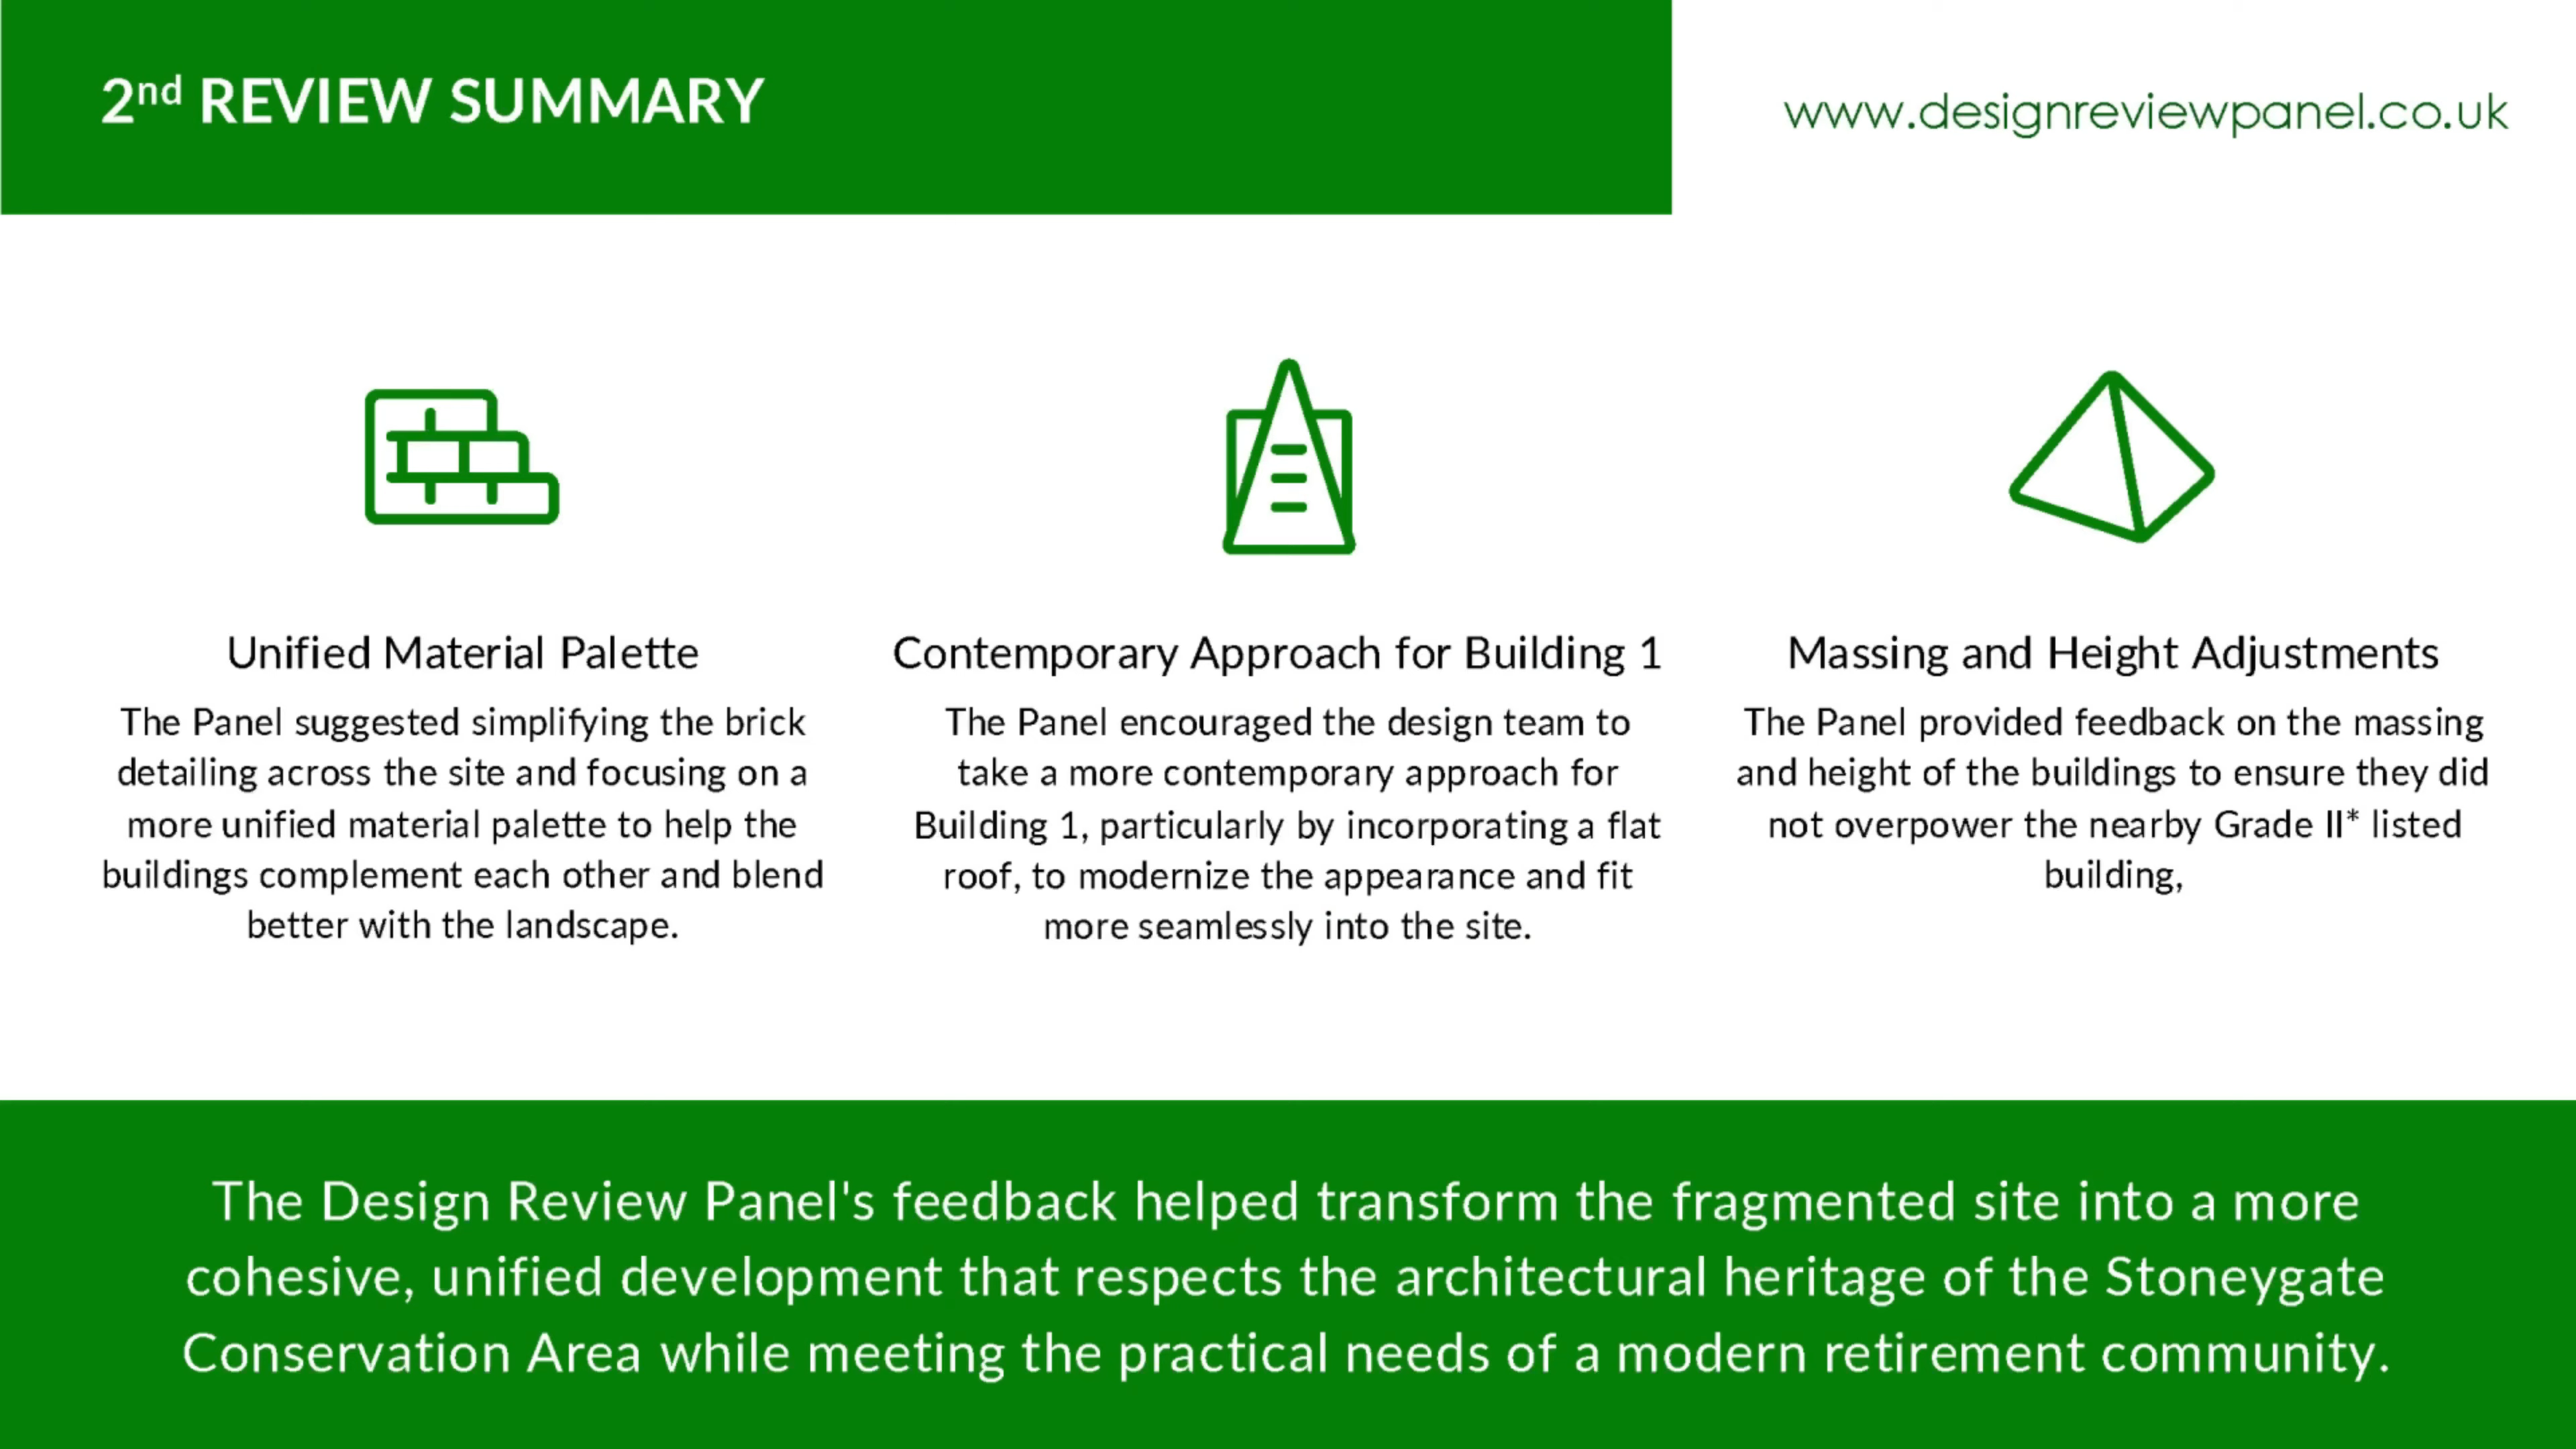 2nd REVIEW SUMMARY
www.designreviewpanel.co.uk
Unified Material Palette
The Panel suggested simplifying the brick
detailing across the site and focusing on a
more unified material palette to help the
buildings complement each other and blend
better with the landscape.
Contemporary Approach for Building 1
The Panel encouraged the design team to
take a more contemporary approach for
Building 1, particularly by incorporating a flat
roof, to modernize the appearance and fit
more seamlessly into the site.
Massing and Height Adjustments
The Panel provided feedback on the massing
and height of the buildings to ensure they did
not overpower the nearby Grade II* listed
building,
The Design Review Panel's feedback helped transform the fragmented site into a more
cohesive, unified development that respects the architectural heritage of the Stoneygate
Conservation Area while meeting the practical needs of a modern retirement community.